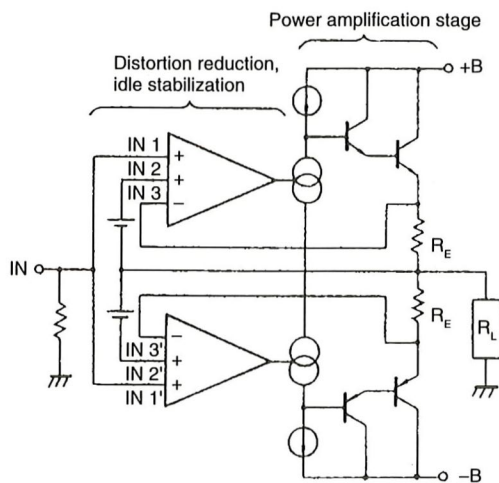 Power amplification stage
Distortion reduction,
idle stabilization
+B
IN 1
IN 2
IN 3
+
+
−
IN
R_E
R_E
R_L
−
+
+
IN 3'
IN 2'
IN 1'
−B